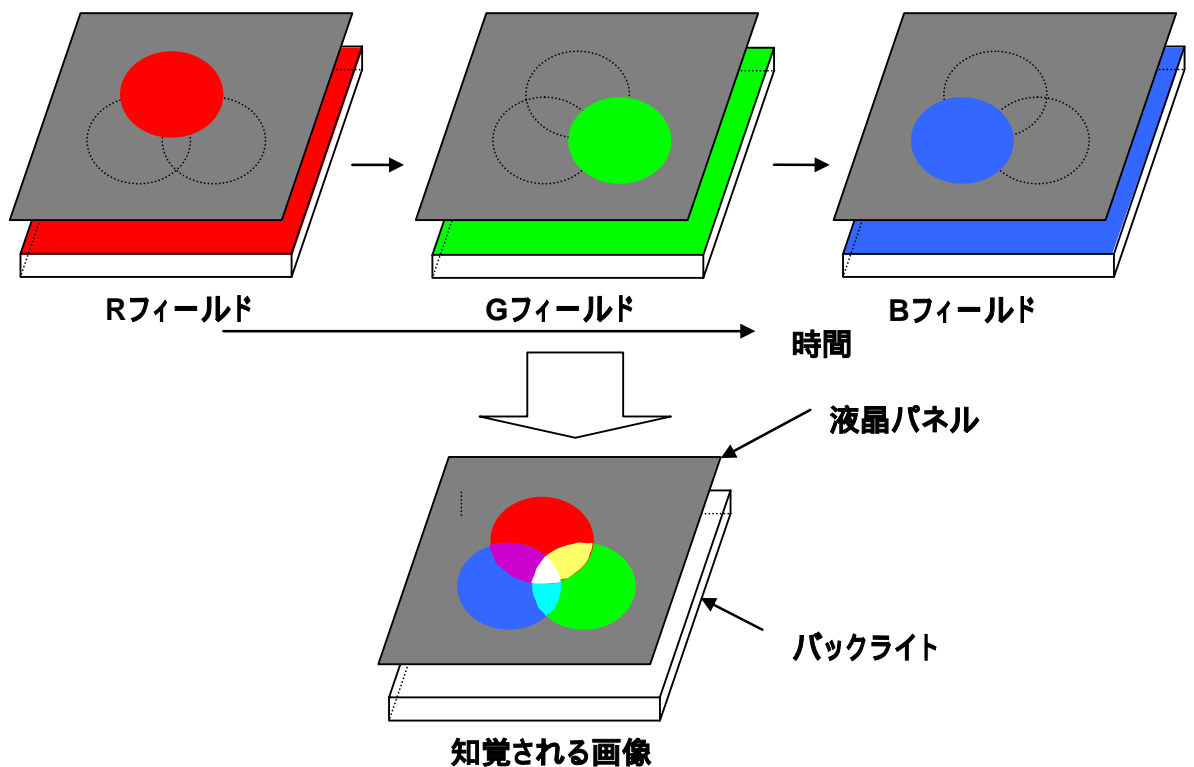 Rフィールド
Gフィールド
Bフィールド
時間
液晶パネル
バックライト
知覚される画像